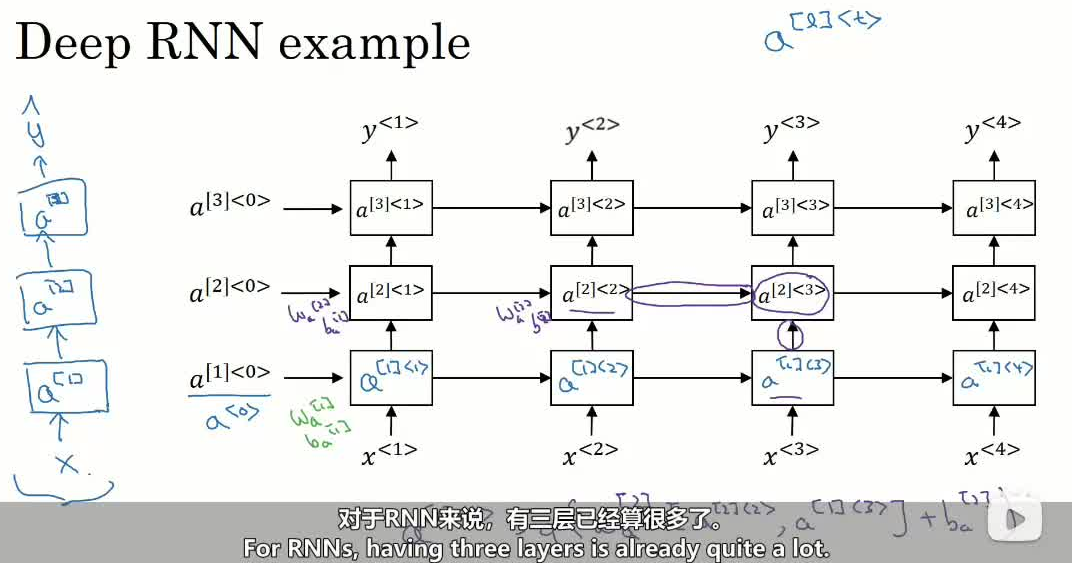 Deep RNN example
a^[l]<t>
ŷ
y^<1> y^<2> y^<3> y^<4>
a^[3]<0> a^[3]<1> a^[3]<2> a^[3]<3> a^[3]<4>
a^[2]
a^[2]<0> a^[2]<1> a^[2]<2> a^[2]<3> a^[2]<4>
W_a^[2] b_a^[2] W_a^[2] b_a^[2]
a^[1]
a^[1]<0> a^[1]<1> a^[1]<2> a^[1]<3> a^[1]<4>
a^<0>
W_a^[1]
b_a^[1]
x
x^<1> x^<2> x^<3> x^<4>
a^[2]<2>, a^[1]<3>] + b_a^[2]
对于RNN来说，有三层已经算很多了。
For RNNs, having three layers is already quite a lot.